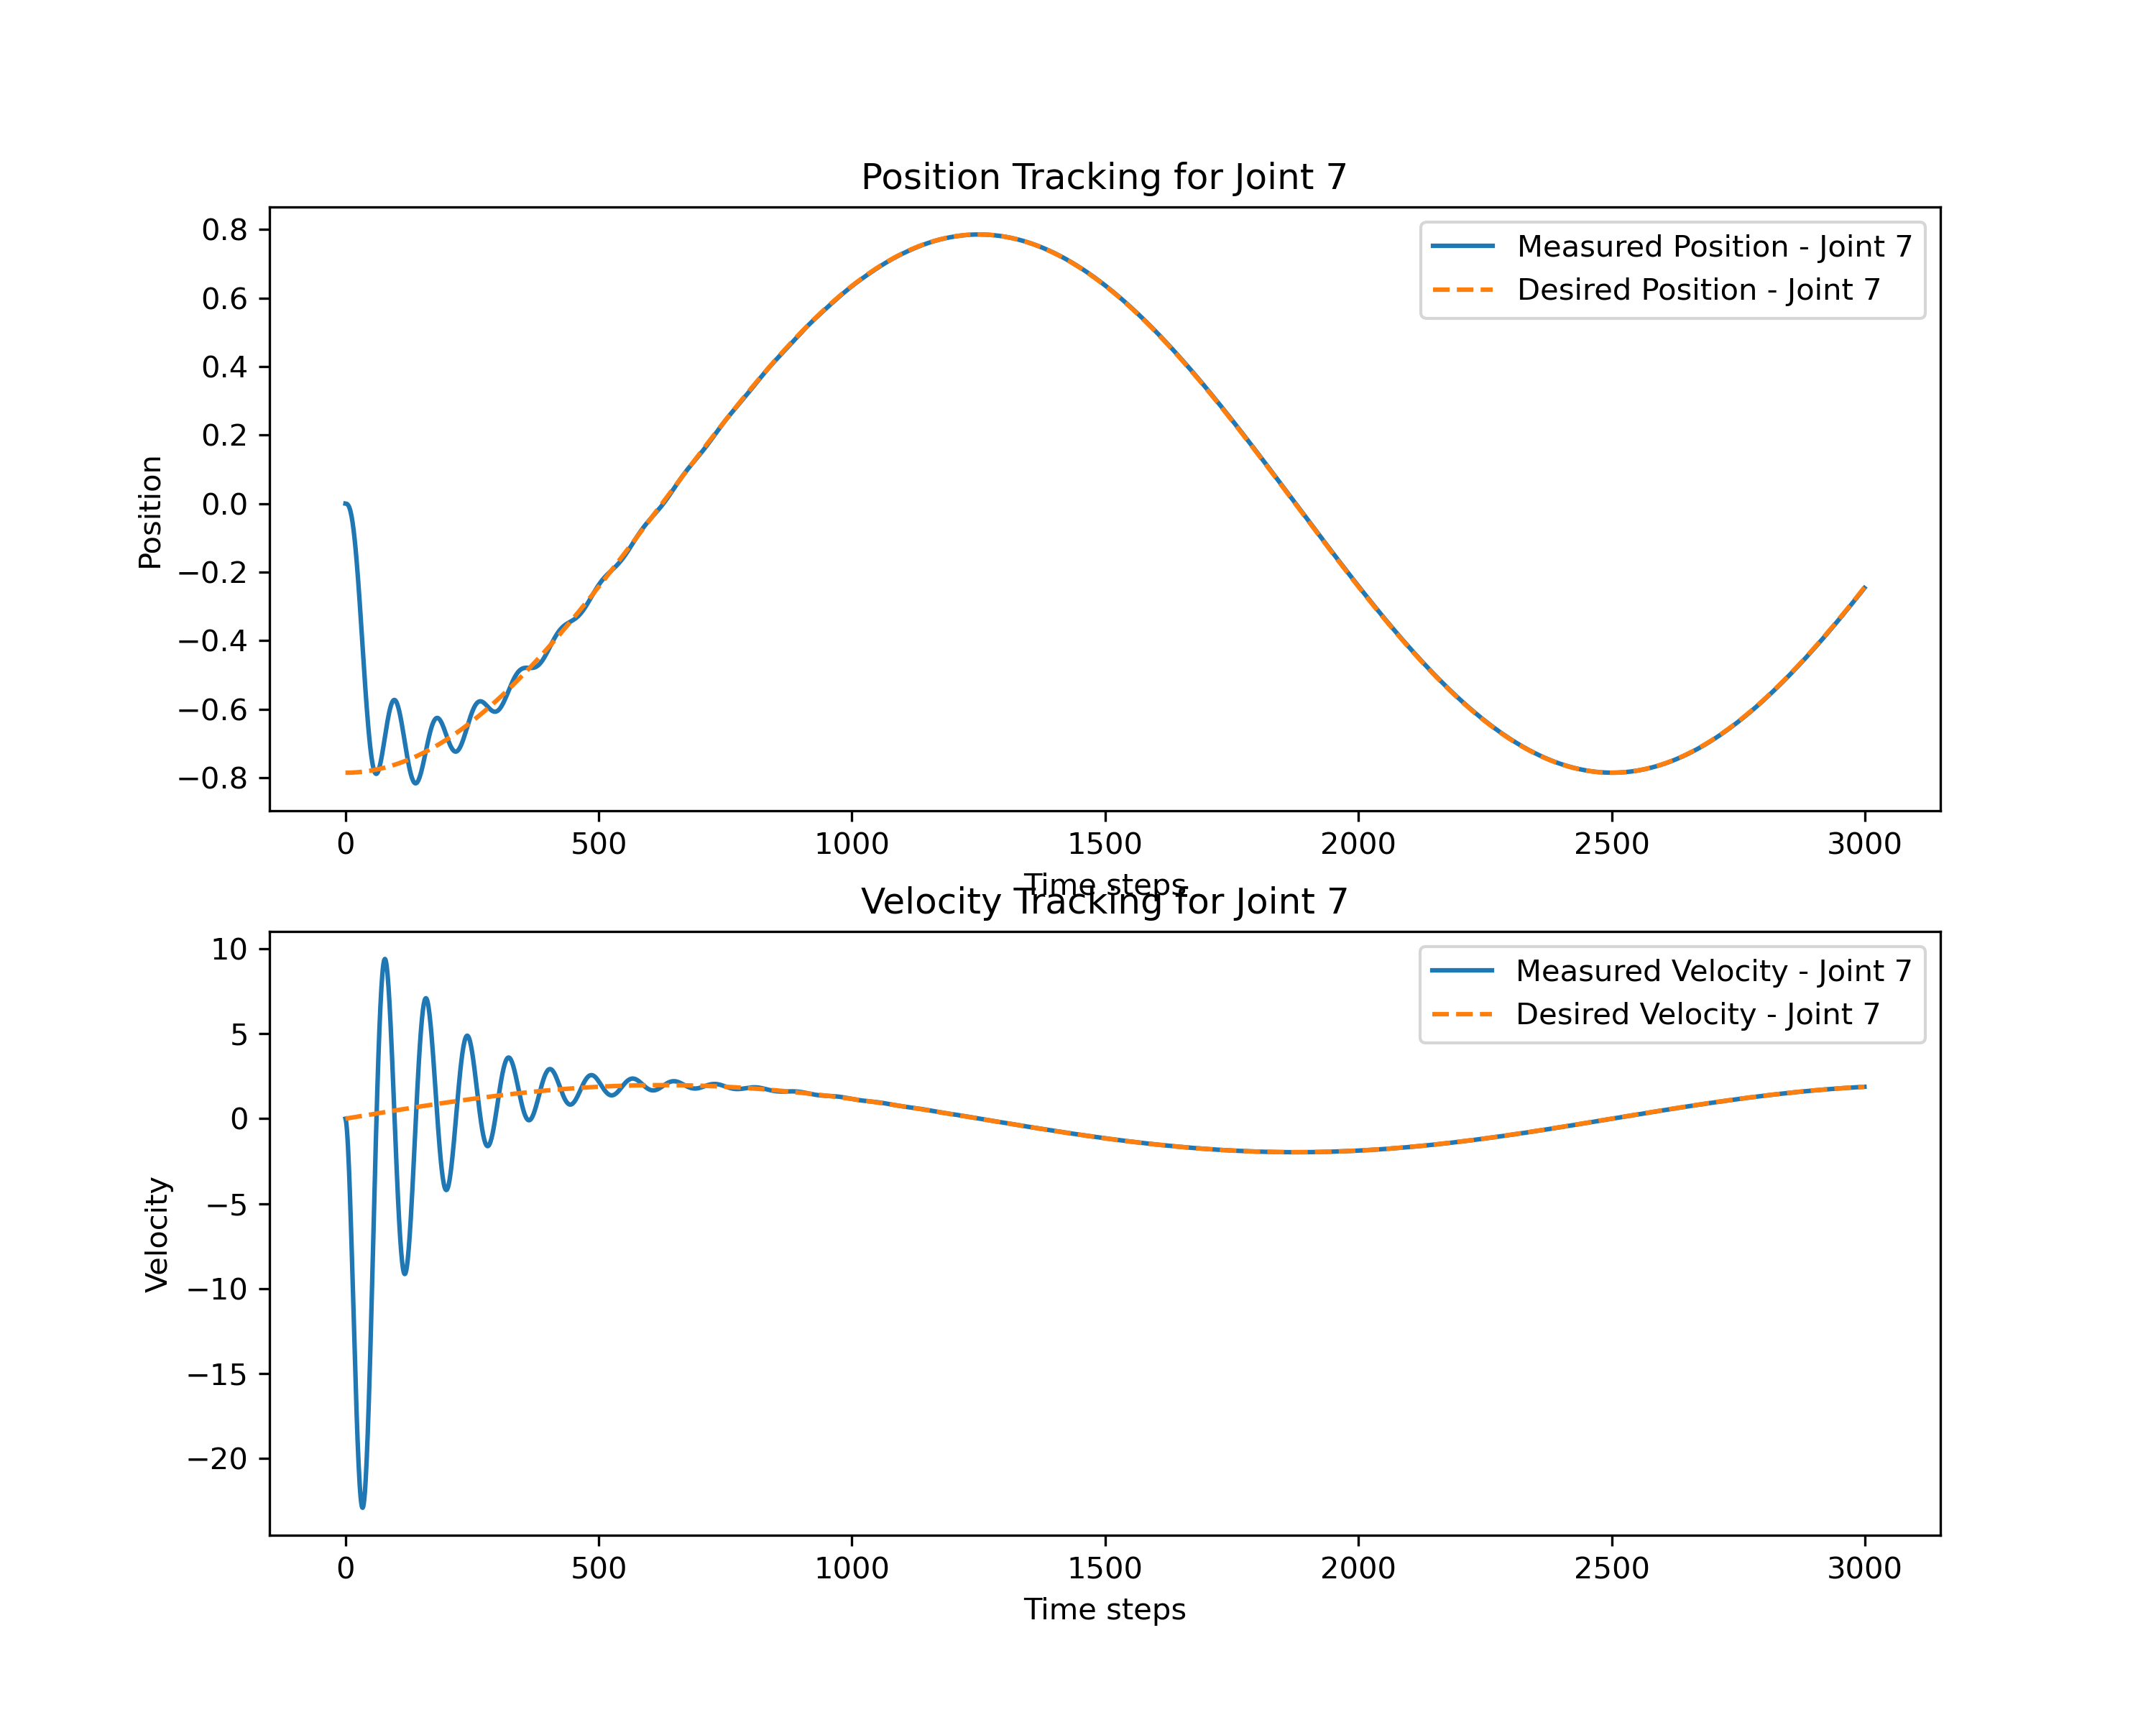 Position Tracking for Joint 7
0.8
0.6
0.4
0.2
0.0
−0.2
−0.4
−0.6
−0.8
Position
Measured Position - Joint 7
Desired Position - Joint 7
0 500 1000 1500 2000 2500 3000
Time steps
Velocity Tracking for Joint 7
10
5
0
−5
−10
−15
−20
Velocity
Measured Velocity - Joint 7
Desired Velocity - Joint 7
0 500 1000 1500 2000 2500 3000
Time steps